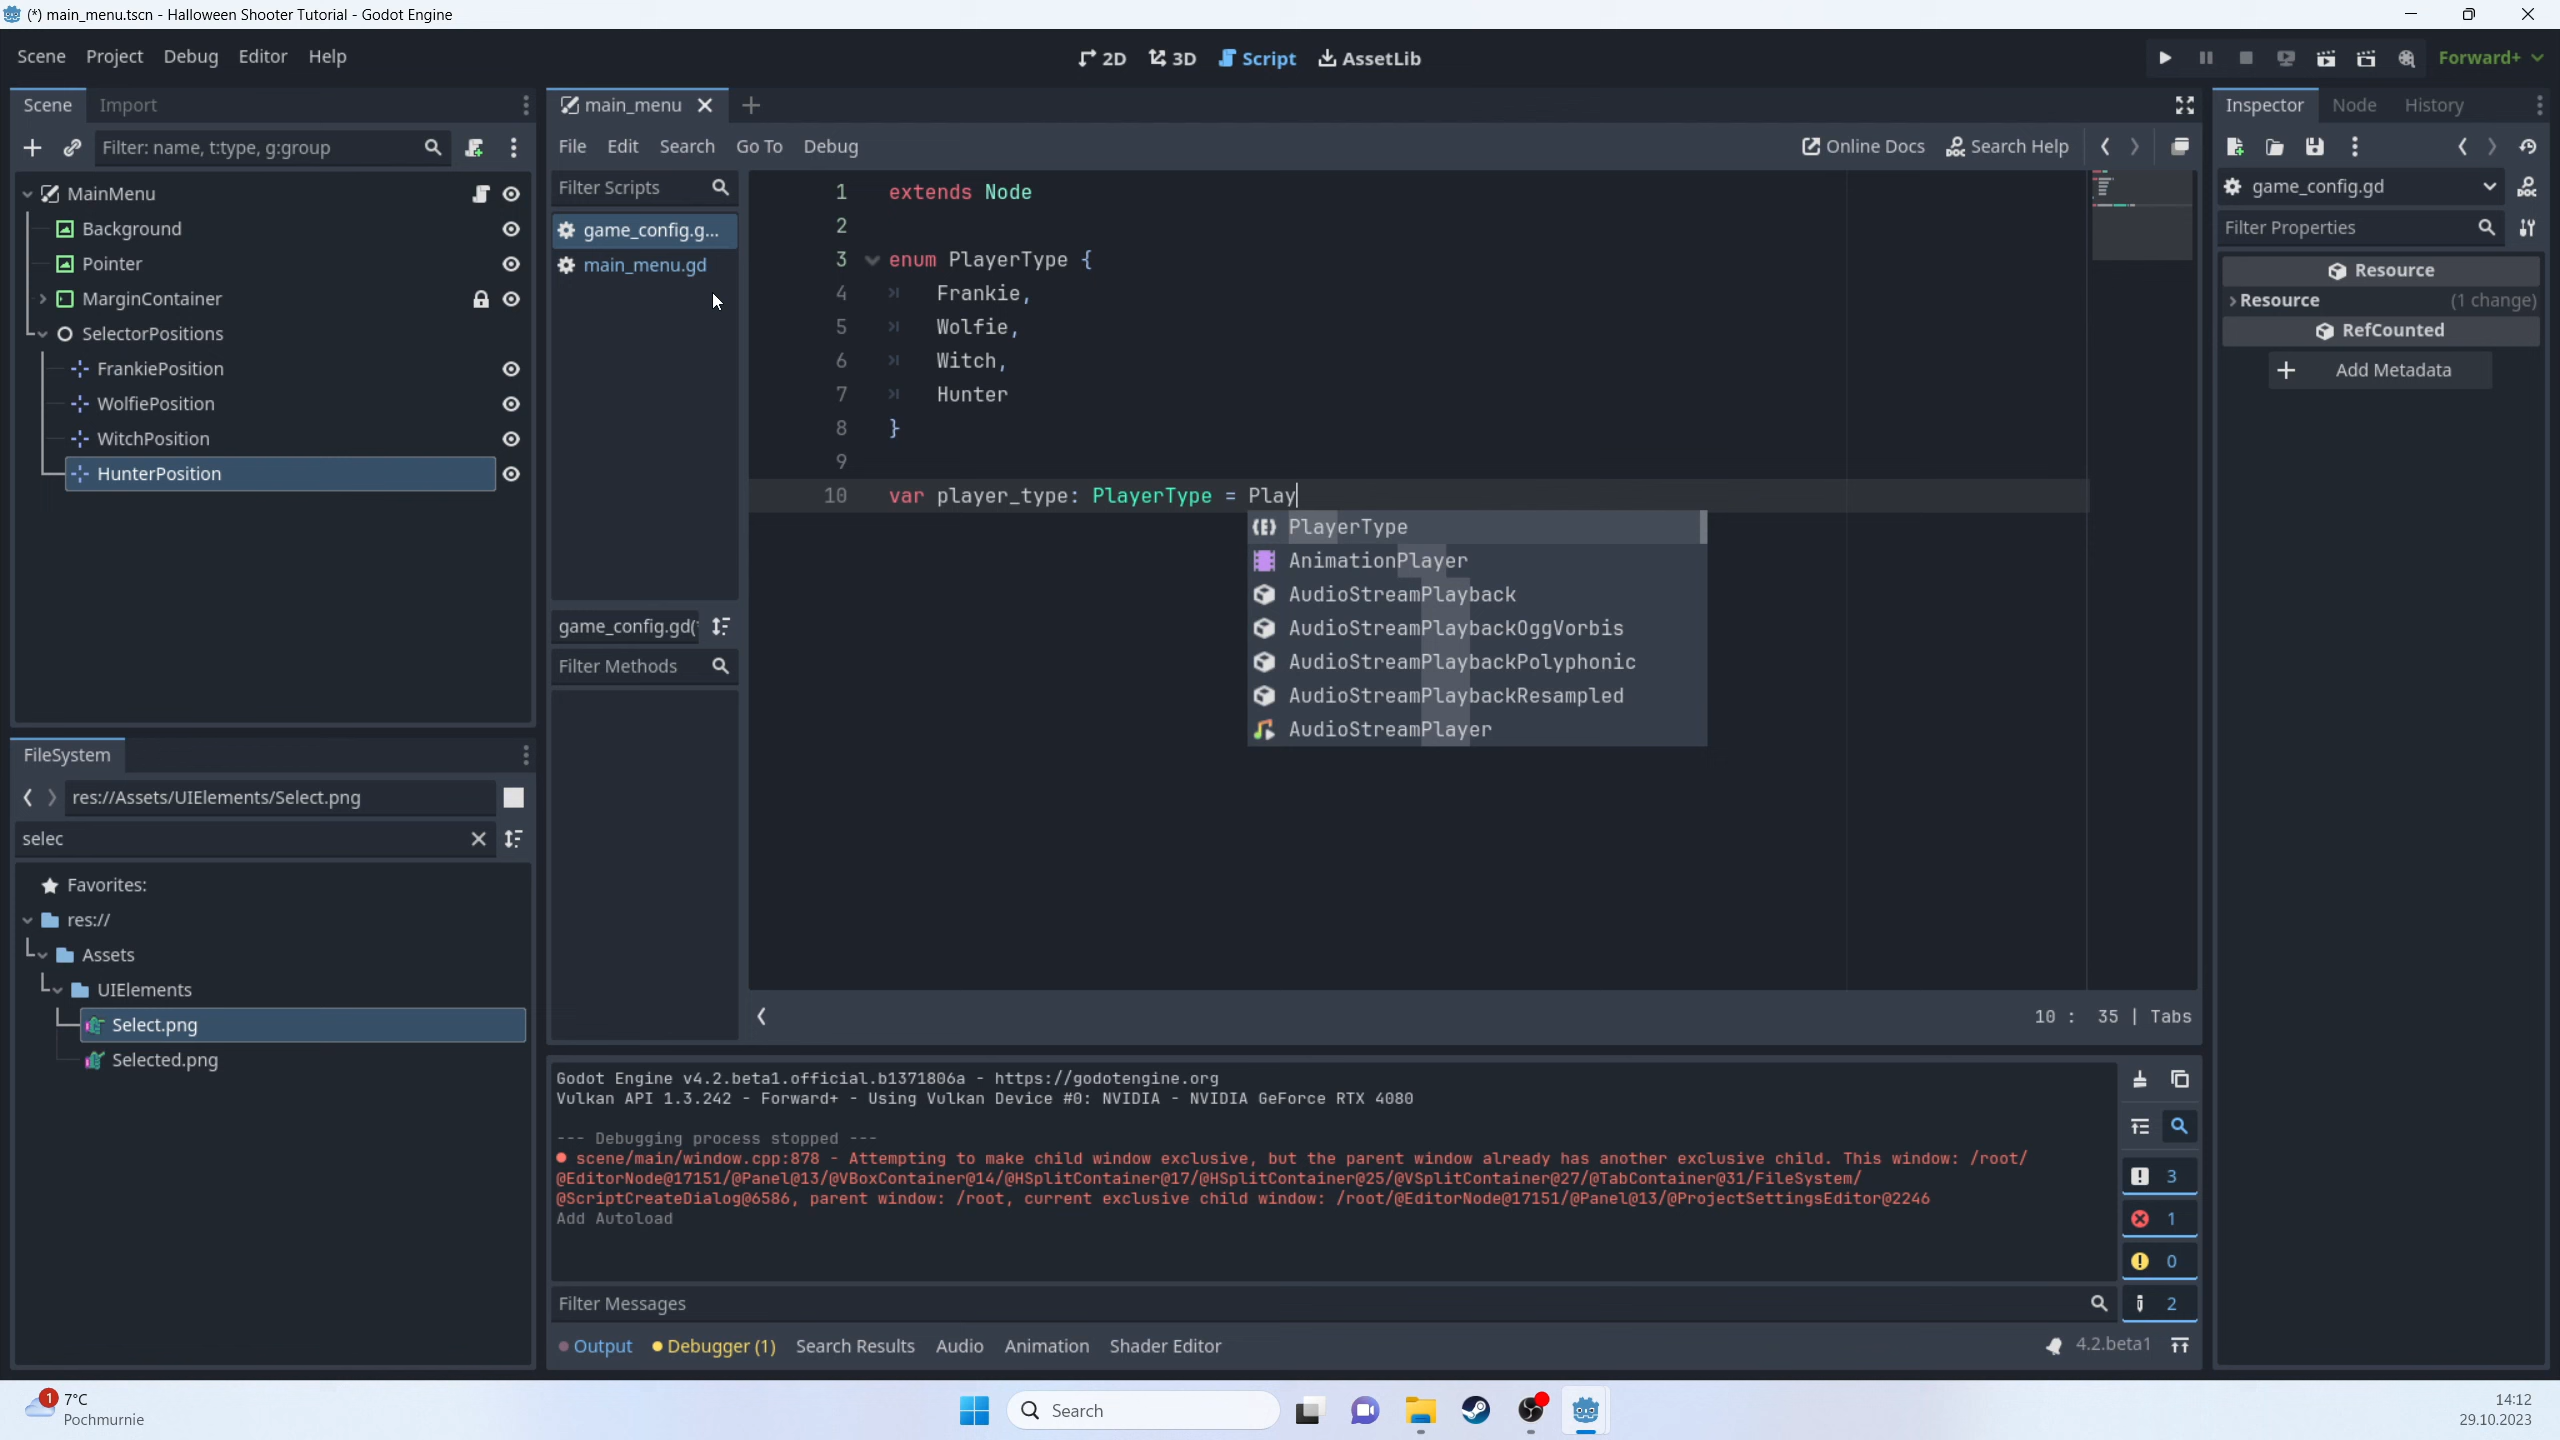 (*) main_menu.tscn - Halloween Shooter Tutorial - Godot Engine
Scene Project Debug Editor Help
2D 3D Script AssetLib
Forward+
Scene Import
Filter: name, t:type, g:group
MainMenu
Background
Pointer
MarginContainer
SelectorPositions
FrankiePosition
WolfiePosition
WitchPosition
HunterPosition
FileSystem
res://Assets/UIElements/Select.png
selec
Favorites:
res://
Assets
UIElements
Select.png
Selected.png
main_menu
File Edit Search Go To Debug
Online Docs Search Help
Filter Scripts
game_config.g...
main_menu.gd
game_config.gd(
Filter Methods
1 extends Node
2
3 enum PlayerType {
4 Frankie,
5 Wolfie,
6 Witch,
7 Hunter
8 }
9
10 var player_type: PlayerType = Play
PlayerType
AnimationPlayer
AudioStreamPlayback
AudioStreamPlaybackOggVorbis
AudioStreamPlaybackPolyphonic
AudioStreamPlaybackResampled
AudioStreamPlayer
10 : 35 | Tabs
Godot Engine v4.2.beta1.official.b1371806a - https://godotengine.org
Vulkan API 1.3.242 - Forward+ - Using Vulkan Device #0: NVIDIA - NVIDIA GeForce RTX 4080
--- Debugging process stopped ---
scene/main/window.cpp:878 - Attempting to make child window exclusive, but the parent window already has another exclusive child. This window: /root/
@EditorNode@17151/@Panel@13/@VBoxContainer@14/@HSplitContainer@17/@HSplitContainer@25/@VSplitContainer@27/@TabContainer@31/FileSystem/
@ScriptCreateDialog@6586, parent window: /root, current exclusive child window: /root/@EditorNode@17151/@Panel@13/@ProjectSettingsEditor@2246
Add Autoload
3
1
0
2
Filter Messages
Output Debugger (1) Search Results Audio Animation Shader Editor
4.2.beta1
Inspector Node History
game_config.gd
Filter Properties
Resource
Resource (1 change)
RefCounted
Add Metadata
1
7°C
Pochmurnie
Search
14:12
29.10.2023